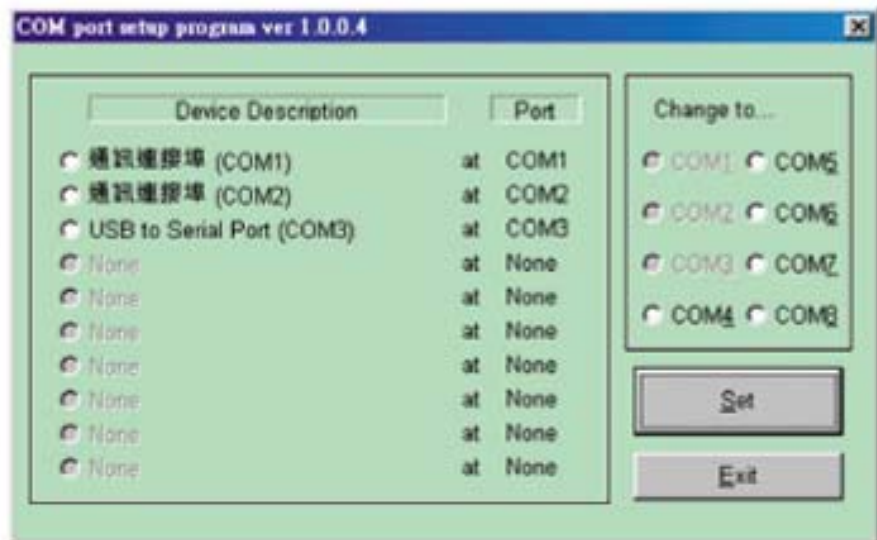 COM port setup program ver 1.0.0.4
Device Description Port
通訊連接埠 (COM1) at COM1
通訊連接埠 (COM2) at COM2
USB to Serial Port (COM3) at COM3
None at None
None at None
None at None
None at None
None at None
None at None
None at None
Change to...
COM1 COM5
COM2 COM6
COM3 COM7
COM4 COM8
Set
Exit